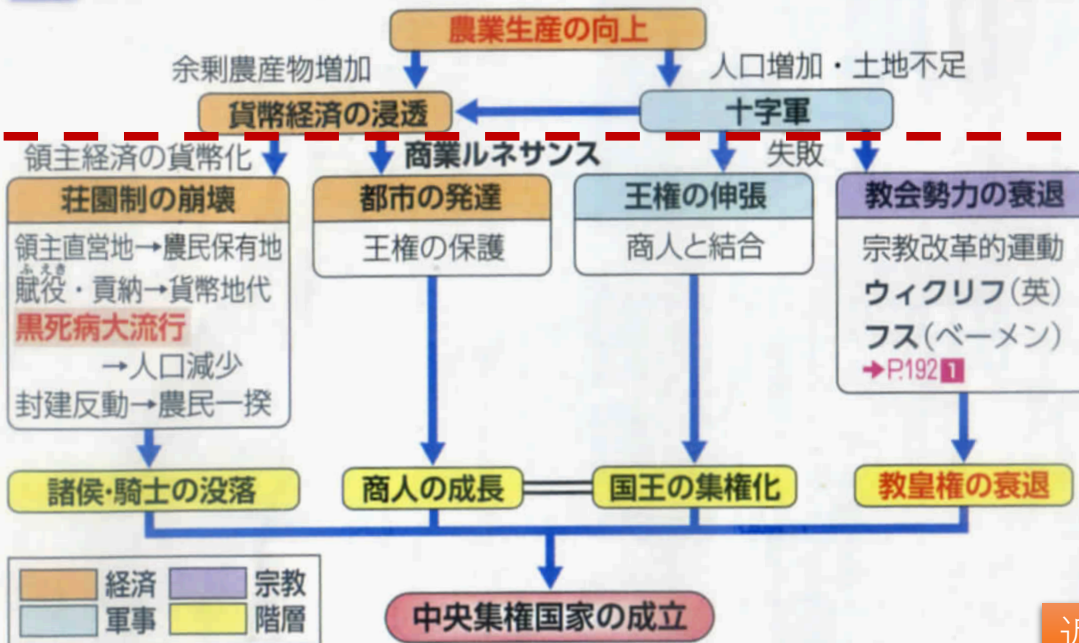 農業生産の向上
余剰農産物増加
人口増加・土地不足
貨幣経済の浸透
十字軍
領主経済の貨幣化
商業ルネサンス
失敗
荘園制の崩壊
領主直営地→農民保有地
ふえき
賦役・貢納→貨幣地代
黒死病大流行
→人口減少
封建反動→農民一揆
都市の発達
王権の保護
王権の伸張
商人と結合
教会勢力の衰退
宗教改革的運動
ウィクリフ(英)
フス(ベーメン)
→P.192 1
諸侯・騎士の没落
商人の成長
国王の集権化
教皇権の衰退
経済
宗教
軍事
階層
中央集権国家の成立